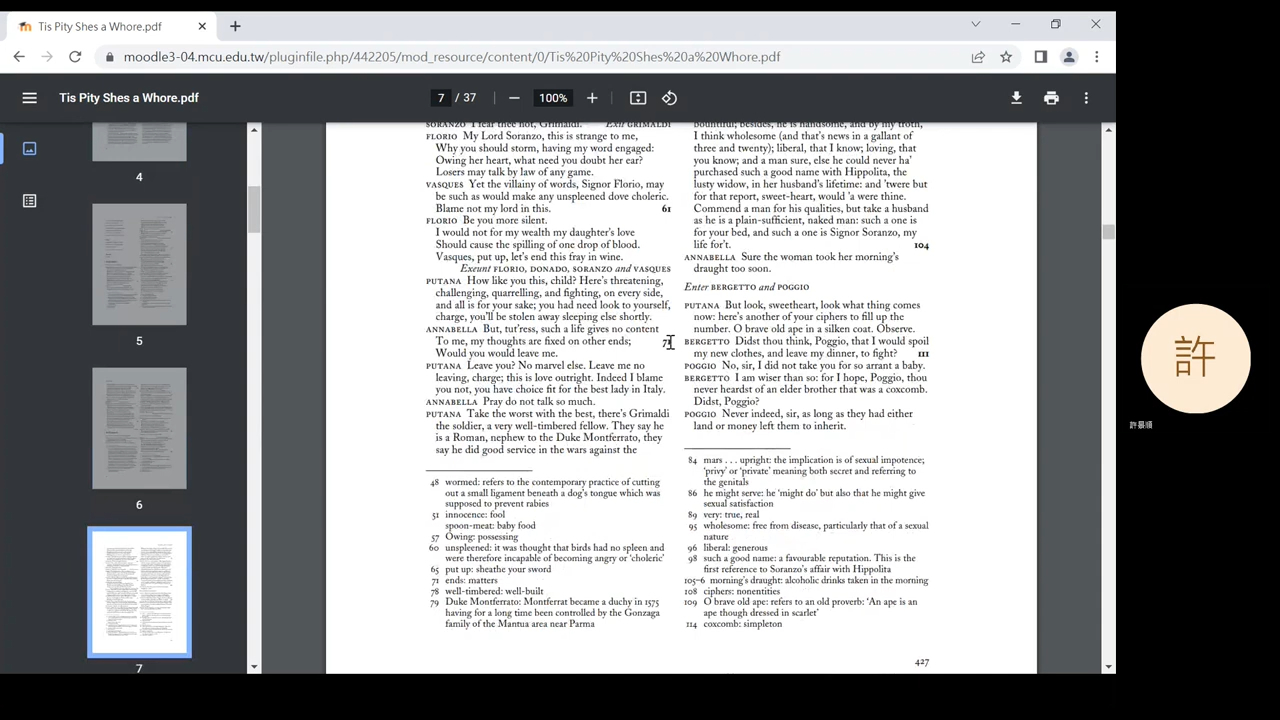 Tis Pity Shes a Whore.pdf
moodle3-04.mcu.edu.tw/pluginfile.php/442205/mod_resource/content/0/Tis%20Pity%20Shes%20a%20Whore.pdf
Tis Pity Shes a Whore.pdf
7 / 37
100%
4
5
6
7
SORANZO I fear thee not, Grimaldi. Exit GRIMALDI
FLORIO My Lord Soranzo, this is strange to me,
Why you should storm, having my word engaged:
Owing her heart, what need you doubt her ear?
Losers may talk by law of any game.
VASQUES Yet the villainy of words, Signor Florio, may
be such as would make any unspleened dove choleric.
Blame not my lord in this. 61
FLORIO Be you more silent.
I would not for my wealth my daughter's love
Should cause the spilling of one drop of blood.
Vasques, put up, let's end this fray in wine.
Exeunt FLORIO, DONADO, SORANZO and VASQUES
PUTANA How like you this, child? Here's threatening,
challenging, quarrelling, and fighting, on every side,
and all is for your sake; you had need look to yourself,
charge, you'll be stolen away sleeping else shortly.
ANNABELLA But, tut'ress, such a life gives no content
To me, my thoughts are fixed on other ends; 71
Would you would leave me.
PUTANA Leave you? No marvel else. Leave me no
leaving, charge; this is love outright. Indeed I blame
you not, you have choice fit for the best lady in Italy.
ANNABELLA Pray do not talk so much.
PUTANA Take the worst with the best, there's Grimaldi
the soldier, a very well-timbered fellow. They say he
is a Roman, nephew to the Duke Montferrato, they
say he did good service in the wars against the
48 wormed: refers to the contemporary practice of cutting
out a small ligament beneath a dog's tongue which was
supposed to prevent rabies
51 innocence: fool
spoon-meat: baby food
57 Owing: possessing
60 unspleened: it was thought that birds had no spleen and
were therefore incapable of becoming angry or 'choleric'
65 put up: sheathe your sword
71 ends: matters
78 well-timbered: well-built
79 Duke Montferrato: Montferrat became a duchy in 1575
having for a long time been controlled by the Gonzaga
family of the Mantua area near Parma
bountiful; besides, he is handsome, and by my troth,
I think wholesome (and that's news in a gallant of
three and twenty); liberal, that I know; loving, that
you know; and a man sure, else he could never ha'
purchased such a good name with Hippolita, the
lusty widow, in her husband's lifetime: and 'twere but
for that report, sweet-heart, would 'a were thine.
Commend a man for his qualities, but take a husband
as he is a plain-sufficient, naked man: such a one is
for your bed, and such a one is Signor Soranzo, my
life for't. 104
ANNABELLA Sure the woman took her morning's
draught too soon.
Enter BERGETTO and POGGIO
PUTANA But look, sweetheart, look what thing comes
now: here's another of your ciphers to fill up the
number. O brave old ape in a silken coat. Observe.
BERGETTO Didst thou think, Poggio, that I would spoil
my new clothes, and leave my dinner, to fight? 111
POGGIO No, sir, I did not take you for so arrant a baby.
BERGETTO I am wiser than so: for I hope, Poggio, thou
never heardst of an elder brother that was a coxcomb.
Didst, Poggio?
POGGIO Never indeed, sir, as long as they had either
land or money left them to inherit.
84 mars . . . upright: the implication is of sexual impotence;
'privy' or 'private' meaning both secret and referring to
the genitals
86 he might serve: he 'might do' but also that he might give
sexual satisfaction
89 very: true, real
95 wholesome: free from disease, particularly that of a sexual
nature
96 liberal: generous
98 such a good name: a favourable reputation. This is the
first reference to Soranzo's affair with Hippolita
105–6 morning's draught: alcoholic drinks taken in the morning
108 ciphers: nonentities
109 O brave old ape: refers to an old proverb: 'An ape is an
ape though dressed in scarlet'
114 coxcomb: simpleton
427
許
許景順